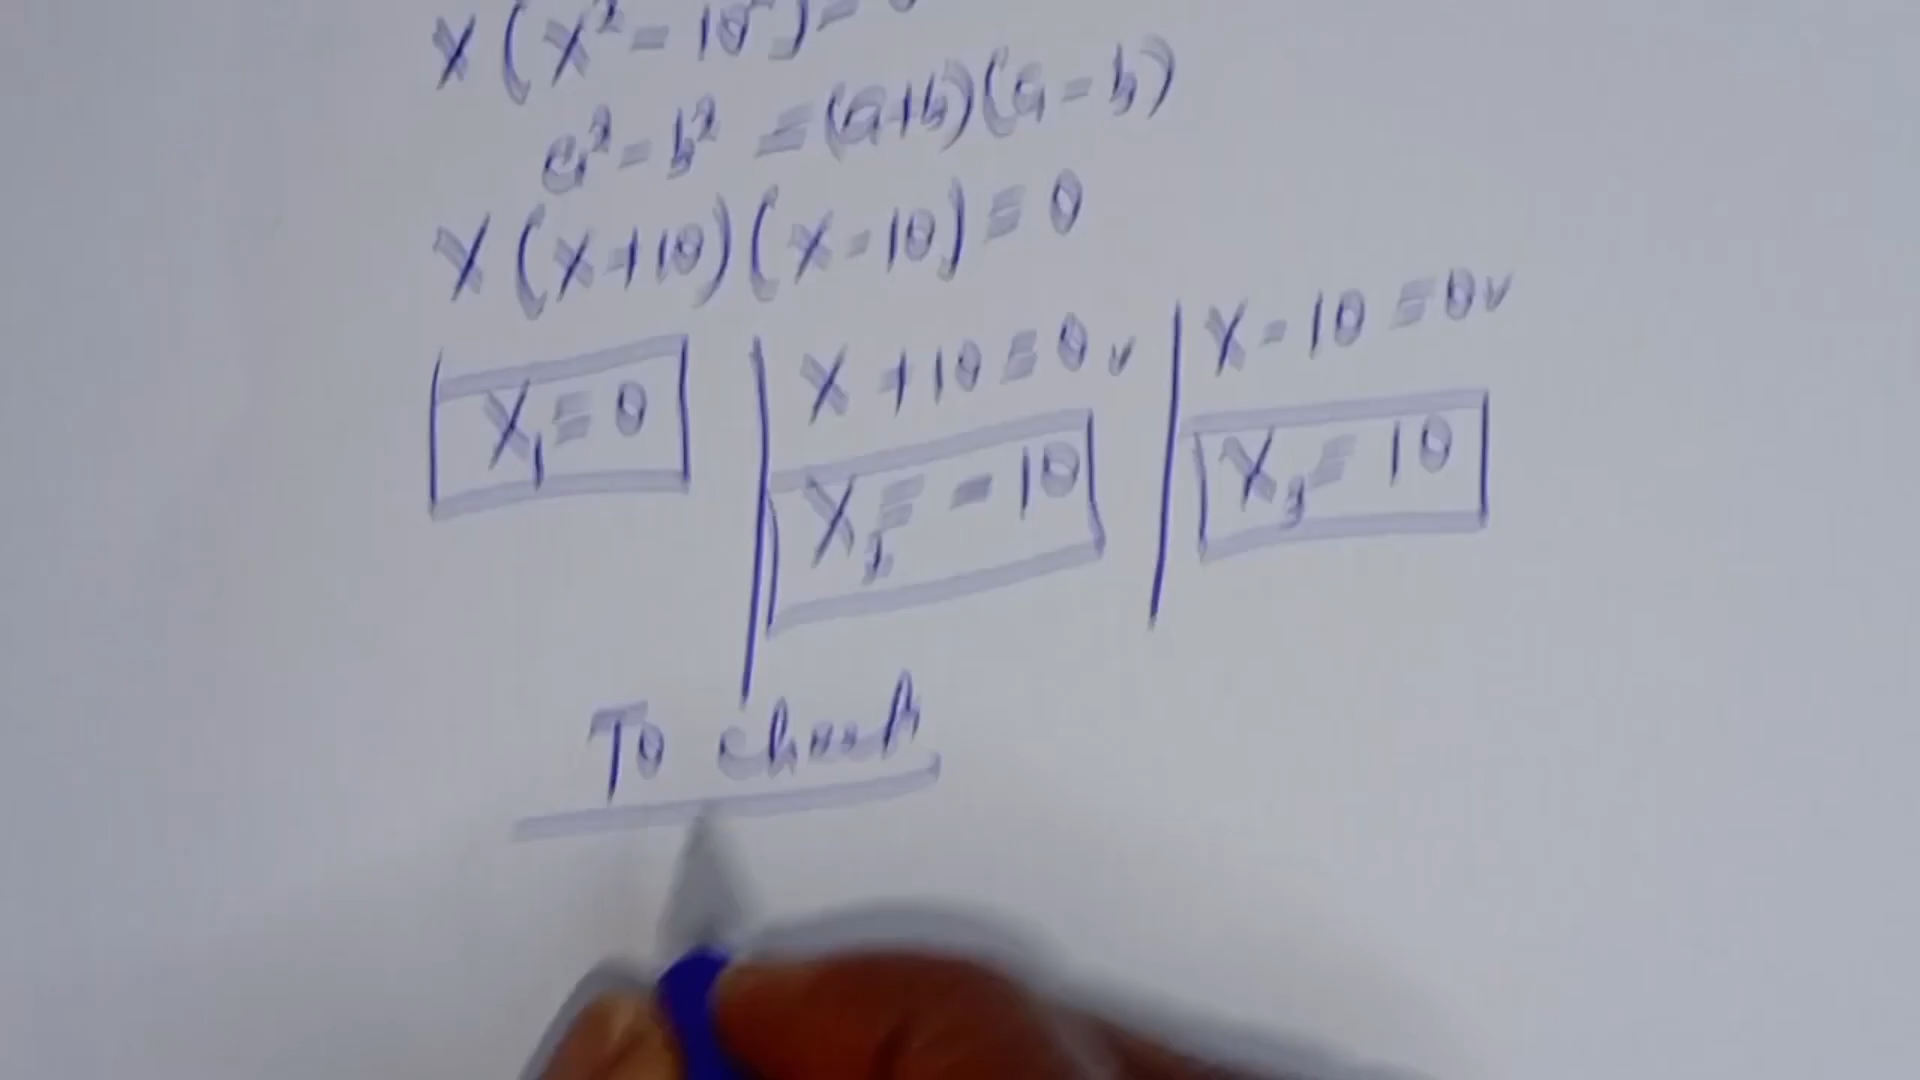 X(X²-10²)=0
a²-b²=(a+b)(a-b)
X(X+10)(X-10)=0
X₁=0
X+10=0
X₂=-10
X-10=0
X₃=10
To check